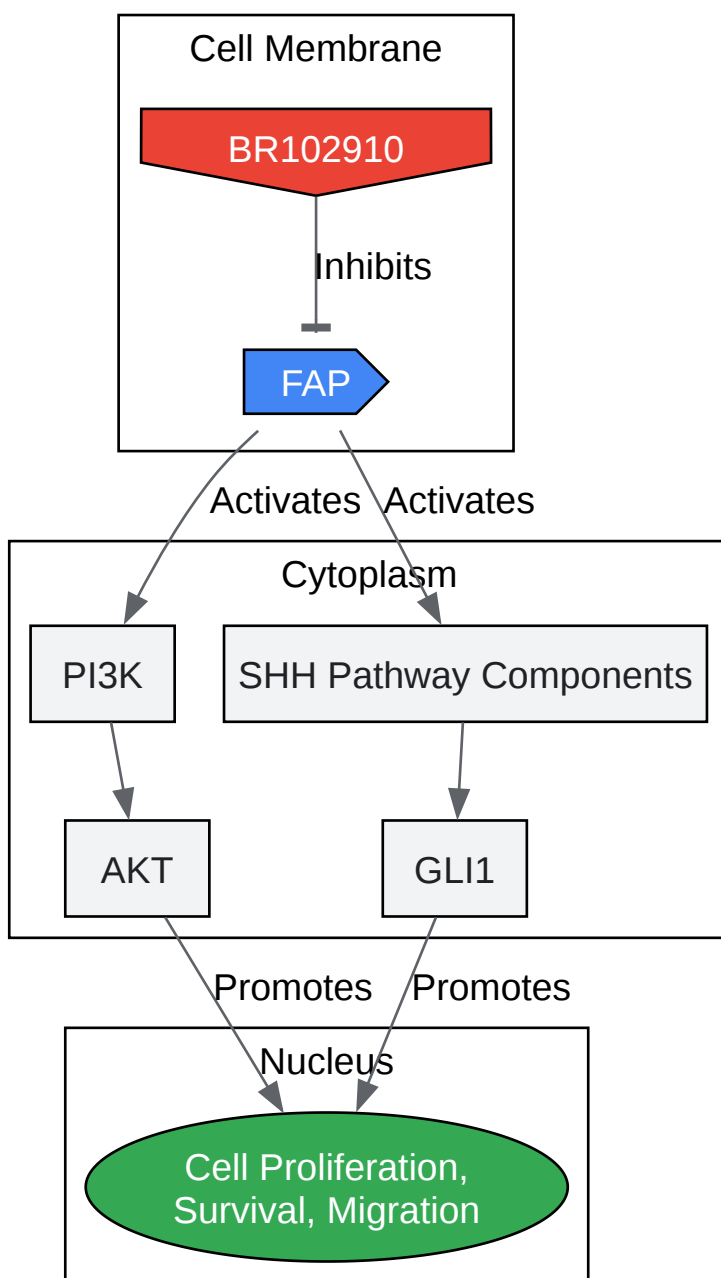 Cell Membrane
BR102910
Inhibits
FAP
Activates
Activates
Cytoplasm
PI3K
SHH Pathway Components
AKT
GLI1
Promotes
Promotes
Nucleus
Cell Proliferation,
Survival, Migration